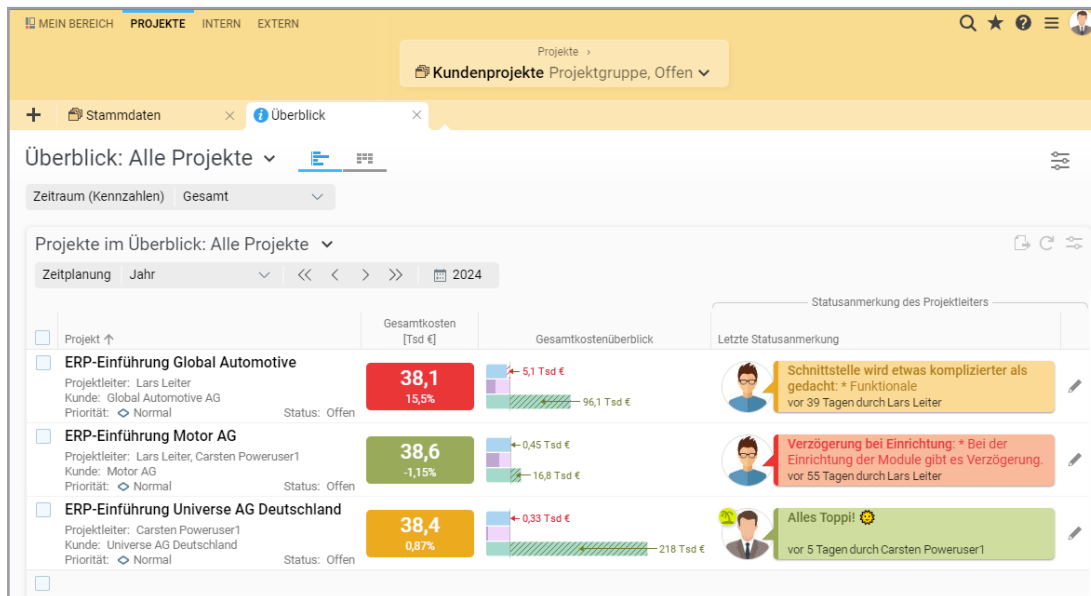 MEIN BEREICH PROJEKTE INTERN EXTERN
Projekte ›
Kundenprojekte Projektgruppe, Offen
Stammdaten
Überblick
Überblick: Alle Projekte
Zeitraum (Kennzahlen) Gesamt
Projekte im Überblick: Alle Projekte
Zeitplanung Jahr 2024
Statusanmerkung des Projektleiters
Projekt
Gesamtkosten
[Tsd €]
Gesamtkostenüberblick
Letzte Statusanmerkung
ERP-Einführung Global Automotive
Projektleiter: Lars Leiter
Kunde: Global Automotive AG
Priorität: Normal Status: Offen
38,1
15,5%
5,1 Tsd €
96,1 Tsd €
Schnittstelle wird etwas komplizierter als
gedacht: * Funktionale
vor 39 Tagen durch Lars Leiter
ERP-Einführung Motor AG
Projektleiter: Lars Leiter, Carsten Poweruser1
Kunde: Motor AG
Priorität: Normal Status: Offen
38,6
-1,15%
0,45 Tsd €
16,8 Tsd €
Verzögerung bei Einrichtung: * Bei der
Einrichtung der Module gibt es Verzögerung.
vor 55 Tagen durch Lars Leiter
ERP-Einführung Universe AG Deutschland
Projektleiter: Carsten Poweruser1
Kunde: Universe AG Deutschland
Priorität: Normal Status: Offen
38,4
0,87%
0,33 Tsd €
218 Tsd €
Alles Toppi! 🌞
vor 5 Tagen durch Carsten Poweruser1